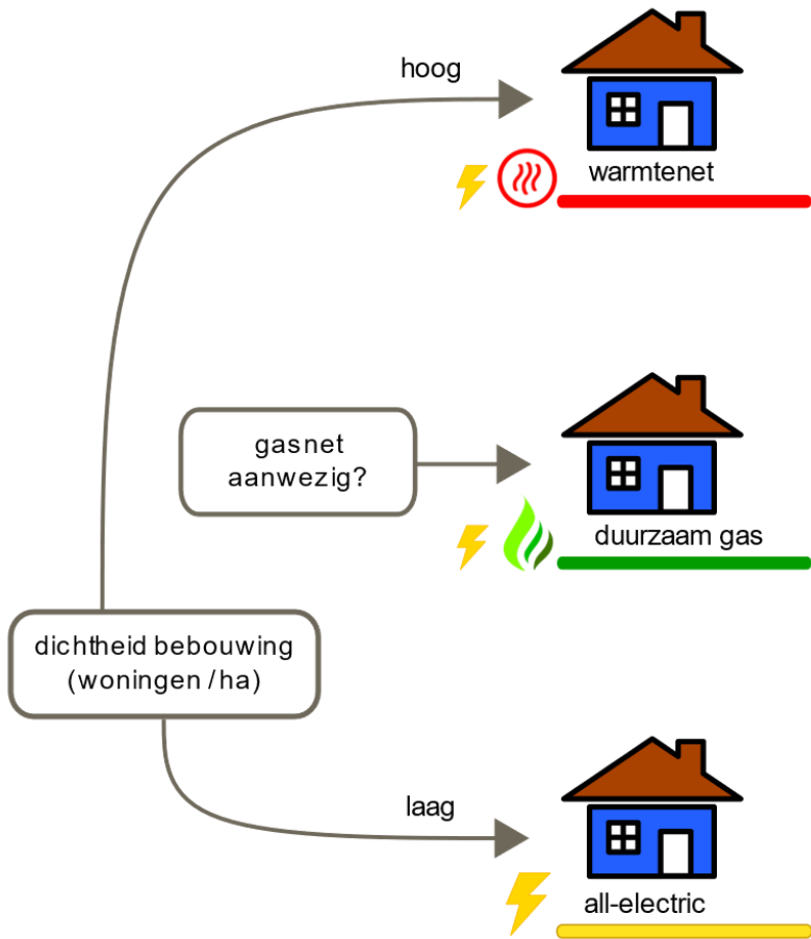 hoog
warmtenet
gasnet
aanwezig?
duurzaam gas
dichtheid bebouwing
(woningen /ha)
laag
all-electric